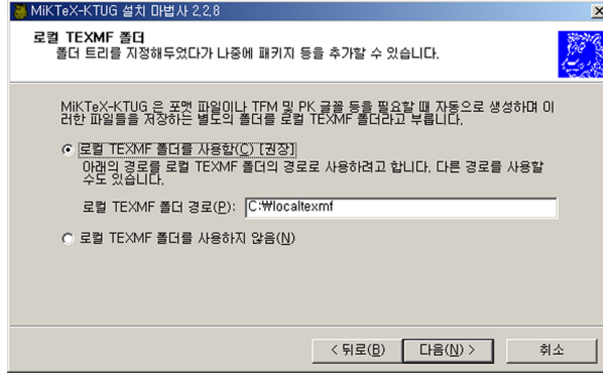 MiKTeX-KTUG 설치 마법사 2,2,8
로컬 TEXMF 폴더
폴더 트리를 지정해두었다가 나중에 패키지 등을 추가할 수 있습니다.
MiKTeX-KTUG 은 포맷 파일이나 TFM 및 PK 글꼴 등을 필요할 때 자동으로 생성하며 이
러한 파일들을 저장하는 별도의 폴더를 로컬 TEXMF 폴더라고 부릅니다.
로컬 TEXMF 폴더를 사용함(C) [권장]
아래의 경로를 로컬 TEXMF 폴더의 경로로 사용하려고 합니다. 다른 경로를 사용할
수도 있습니다.
로컬 TEXMF 폴더 경로(P): C:₩localtexmf
로컬 TEXMF 폴더를 사용하지 않음(N)
< 뒤로(B) 다음(N) > 취소